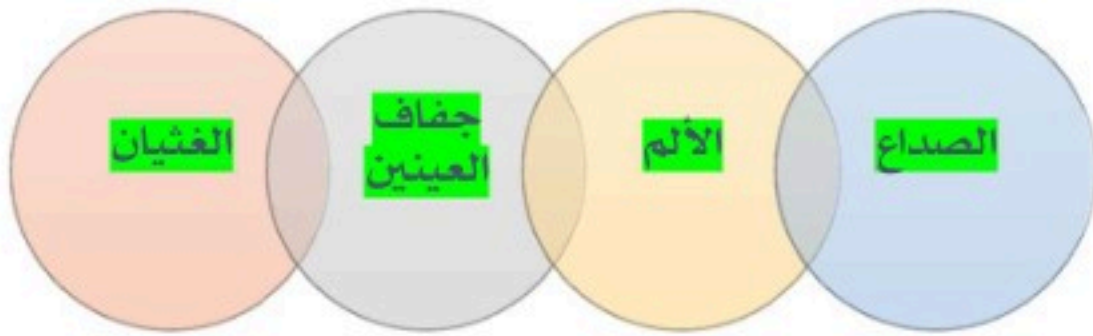 الصداع
الألم
جفاف
العينين
الغثيان